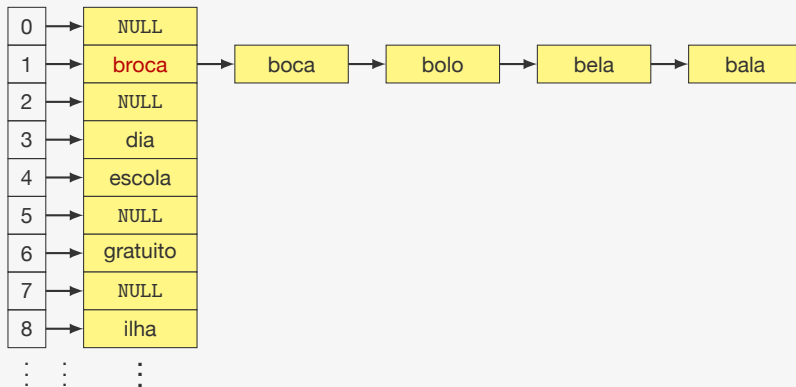 0 NULL
1 broca boca bolo bela bala
2 NULL
3 dia
4 escola
5 NULL
6 gratuito
7 NULL
8 ilha